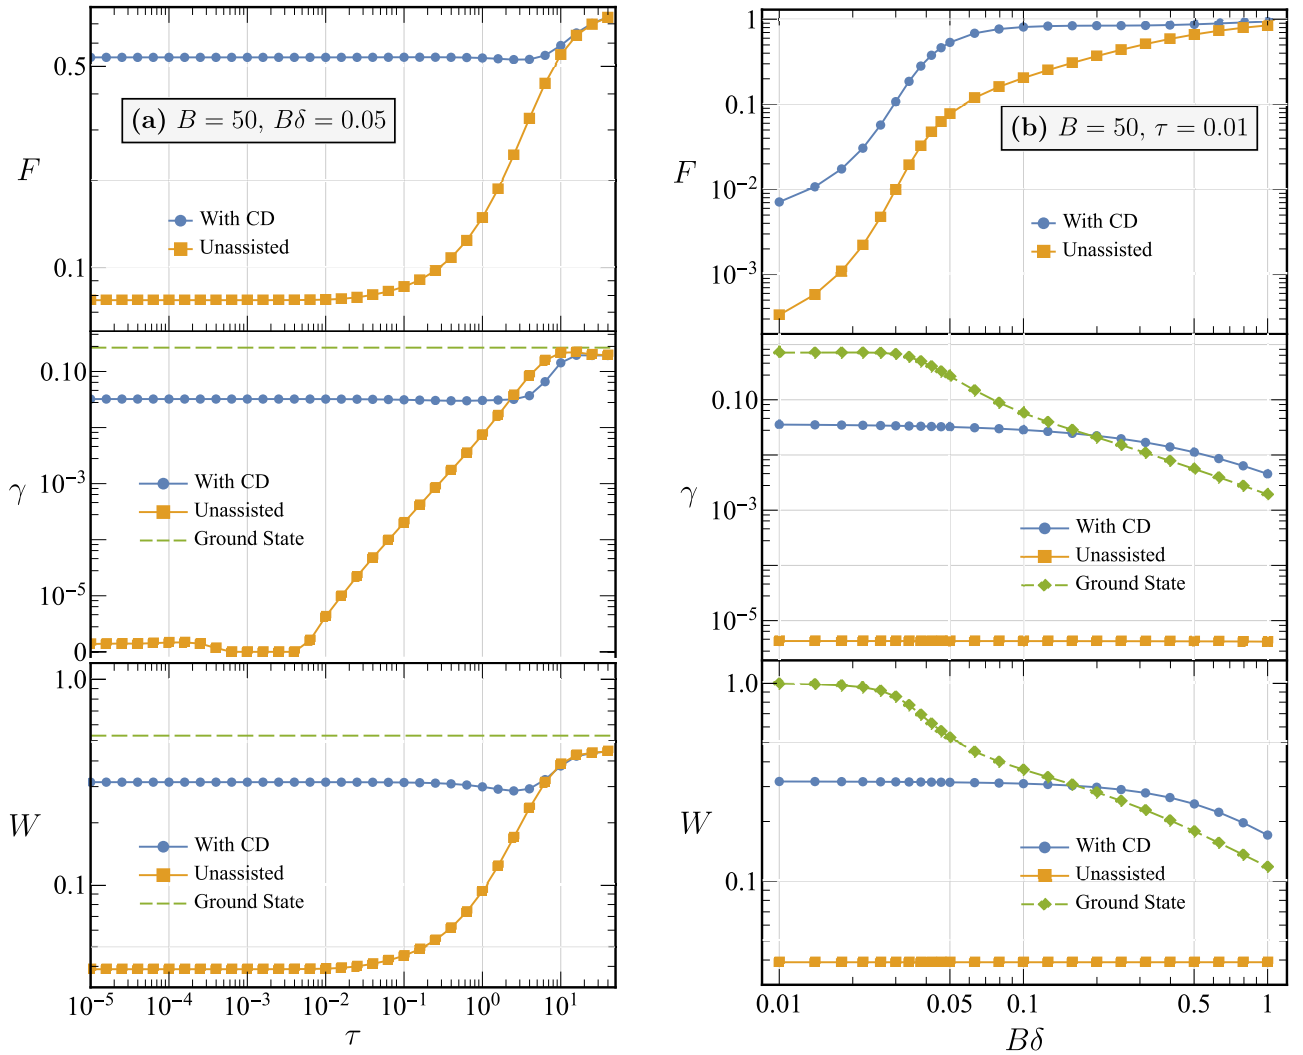 0.5
(a) B = 50, Bδ = 0.05
F
With CD
Unassisted
0.1
0.10
With CD
10⁻³
γ
Unassisted
Ground State
10⁻⁵
0
1.0
W
With CD
Unassisted
0.1
Ground State
10⁻⁵ 10⁻⁴ 10⁻³ 10⁻² 10⁻¹ 10⁰ 10¹
τ
1
0.1
(b) B = 50, τ = 0.01
F
10⁻²
With CD
Unassisted
10⁻³
0.10
γ
10⁻³
With CD
Unassisted
Ground State
10⁻⁵
1.0
W
With CD
Unassisted
0.1
Ground State
0.01 0.05 0.1 0.5 1
Bδ